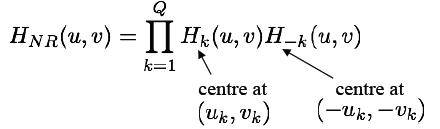 H_{NR}(u,v) = \prod_{k=1}^{Q} H_k(u,v)H_{-k}(u,v)
centre at centre at
(u_k, v_k) (-u_k, -v_k)